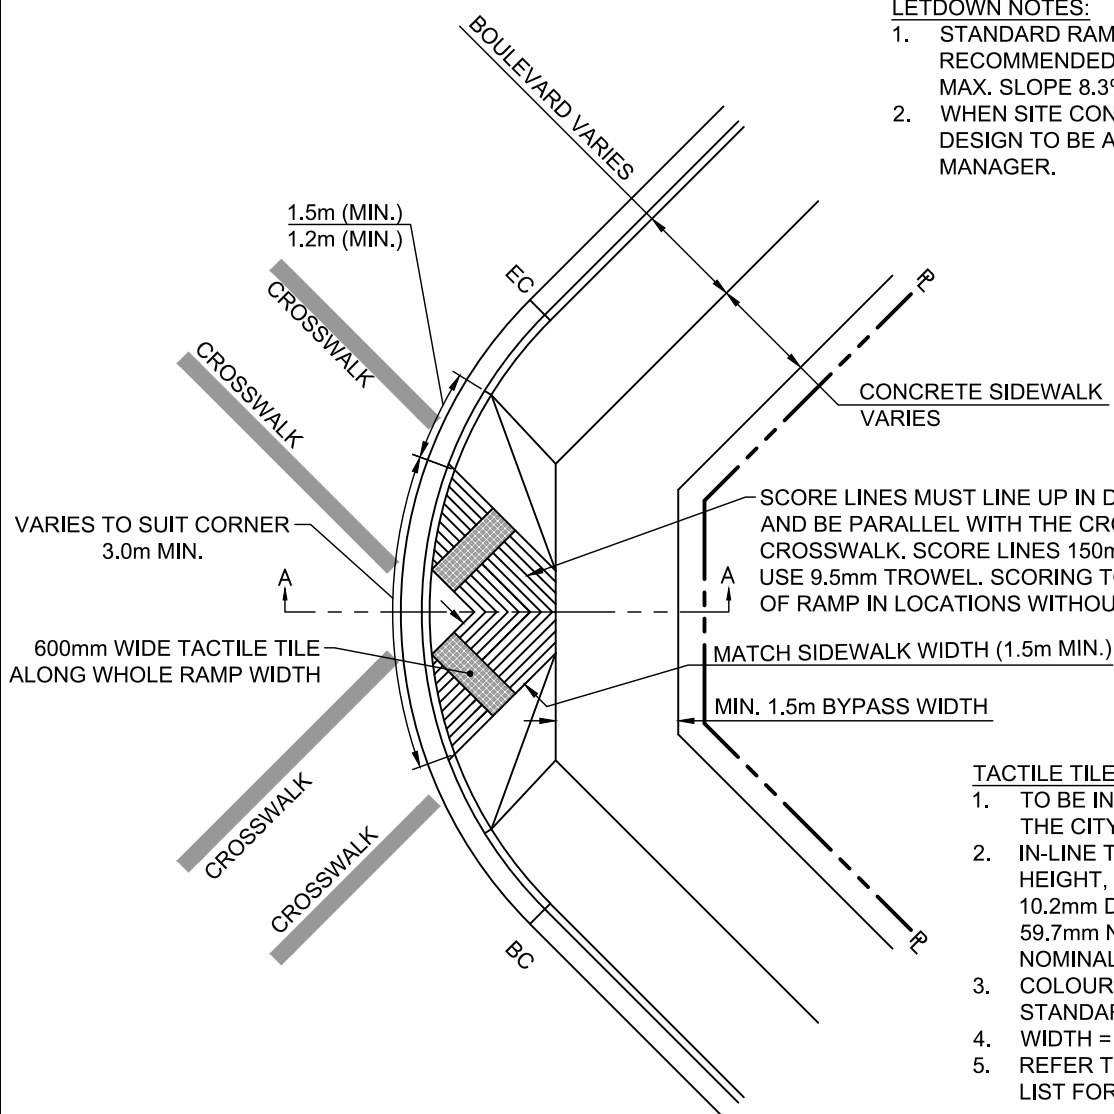 LETDOWN NOTES:
1. STANDARD RAM
RECOMMENDED
MAX. SLOPE 8.3%
2. WHEN SITE CON
DESIGN TO BE A
MANAGER.
BOULEVARD VARIES
1.5m (MIN.)
1.2m (MIN.)
EC
CROSSWALK
CROSSWALK
PL
CONCRETE SIDEWALK
VARIES
SCORE LINES MUST LINE UP IN D
AND BE PARALLEL WITH THE CRO
CROSSWALK. SCORE LINES 150m
USE 9.5mm TROWEL. SCORING TO
OF RAMP IN LOCATIONS WITHOU
VARIES TO SUIT CORNER
3.0m MIN.
A
A
600mm WIDE TACTILE TILE
ALONG WHOLE RAMP WIDTH
MATCH SIDEWALK WIDTH (1.5m MIN.)
MIN. 1.5m BYPASS WIDTH
CROSSWALK
CROSSWALK
BC
PL
TACTILE TILE
1. TO BE IN
THE CITY
2. IN-LINE T
HEIGHT,
10.2mm D
59.7mm N
NOMINAL
3. COLOUR
STANDAR
4. WIDTH =
5. REFER T
LIST FOR